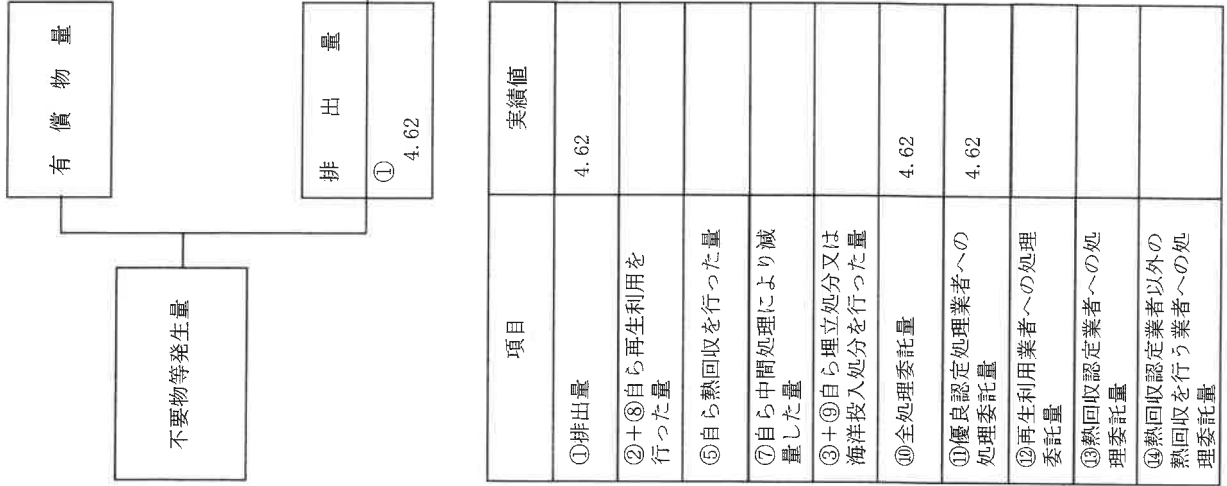 不要物等発生量
有償物量
排出量
①
4.62
項目
実績値
①排出量
4.62
②+⑧自ら再生利用を
行った量
⑤自ら熱回収を行った量
⑦自ら中間処理により減
量した量
③+⑨自ら埋立処分又は
海洋投入処分を行った量
⑩全処理委託量
4.62
⑪優良認定処理業者への
処理委託量
4.62
⑫再生利用業者への処理
委託量
⑬熱回収認定業者への処
理委託量
⑭熱回収認定業者以外の
熱回収を行う業者への処
理委託量